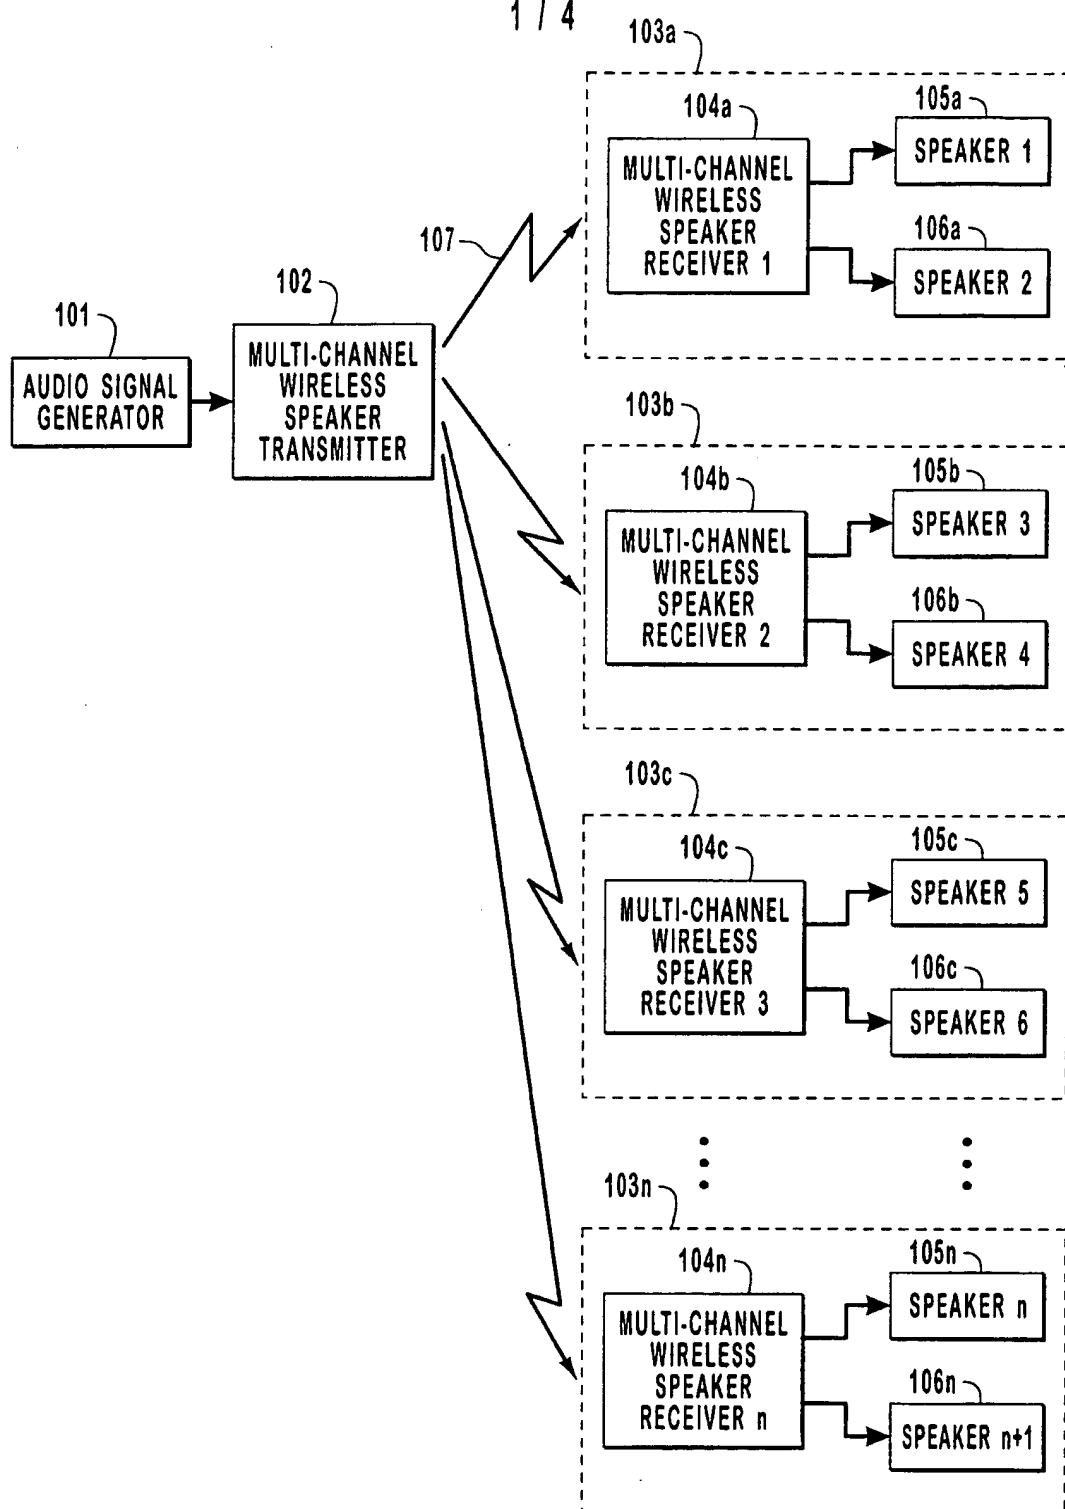 1 / 4
103a
104a
MULTI-CHANNEL
WIRELESS
SPEAKER
RECEIVER 1
105a
SPEAKER 1
106a
SPEAKER 2
107
101
AUDIO SIGNAL
GENERATOR
102
MULTI-CHANNEL
WIRELESS
SPEAKER
TRANSMITTER
103b
104b
MULTI-CHANNEL
WIRELESS
SPEAKER
RECEIVER 2
105b
SPEAKER 3
106b
SPEAKER 4
103c
104c
MULTI-CHANNEL
WIRELESS
SPEAKER
RECEIVER 3
105c
SPEAKER 5
106c
SPEAKER 6
103n
104n
MULTI-CHANNEL
WIRELESS
SPEAKER
RECEIVER n
105n
SPEAKER n
106n
SPEAKER n+1